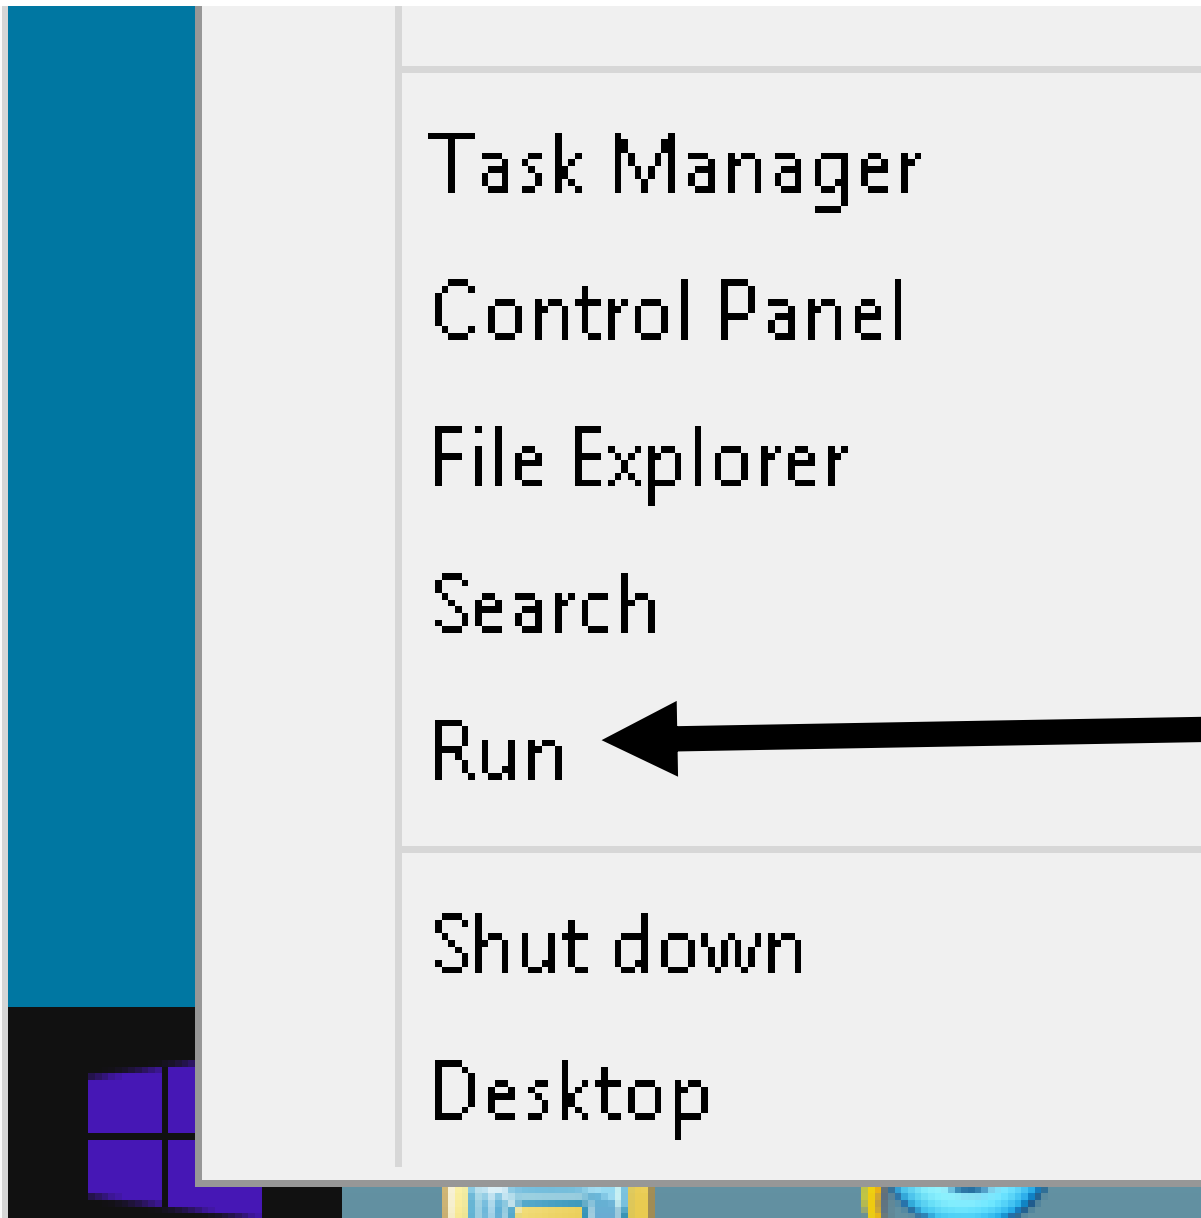 Task Manager
Control Panel
File Explorer
Search
Run
Shut down
Desktop